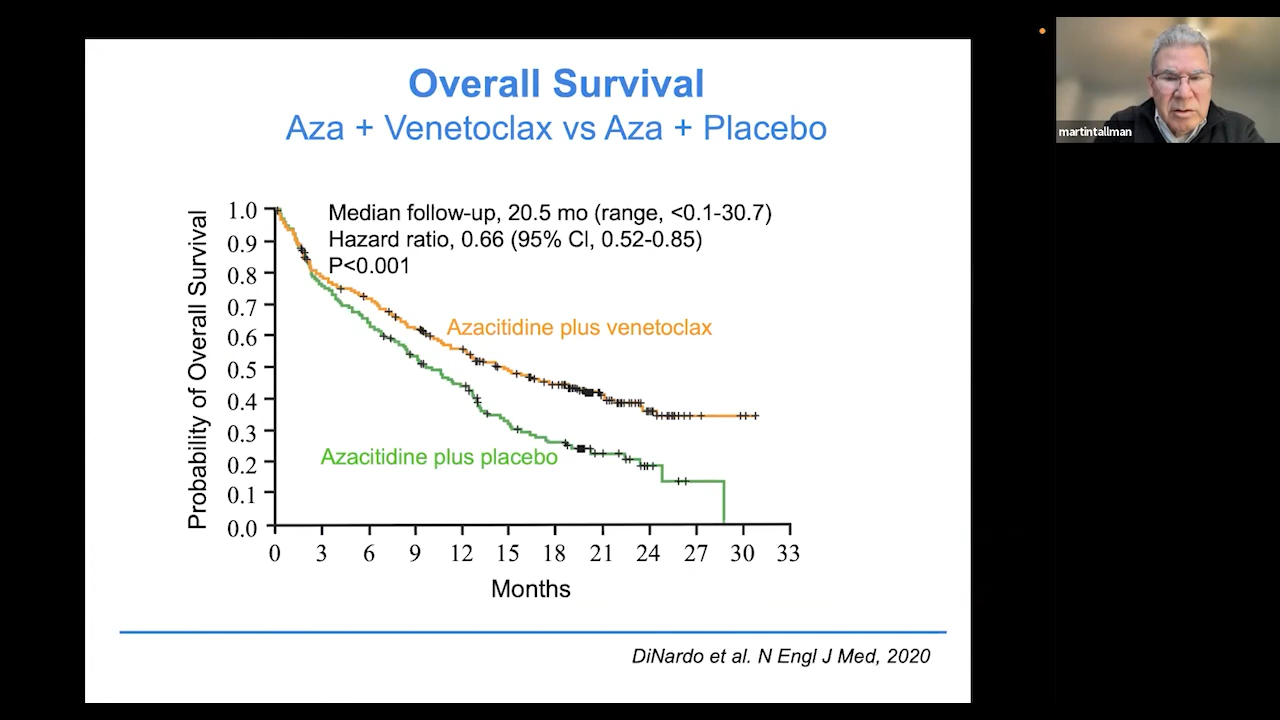 Overall Survival
Aza + Venetoclax vs Aza + Placebo
martintallman
Probability of Overall Survival
1.0
0.9
0.8
0.7
0.6
0.5
0.4
0.3
0.2
0.1
0.0
Median follow-up, 20.5 mo (range, <0.1-30.7)
Hazard ratio, 0.66 (95% CI, 0.52-0.85)
P<0.001
Azacitidine plus venetoclax
Azacitidine plus placebo
0 3 6 9 12 15 18 21 24 27 30 33
Months
DiNardo et al. N Engl J Med, 2020